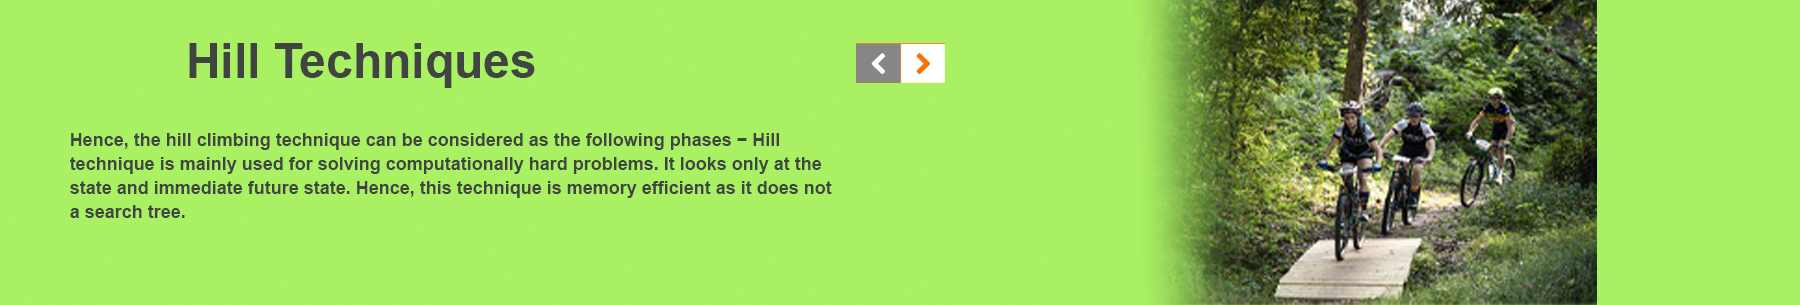 Hill Techniques
Hence, the hill climbing technique can be considered as the following phases − Hill
technique is mainly used for solving computationally hard problems. It looks only at the
state and immediate future state. Hence, this technique is memory efficient as it does not
a search tree.